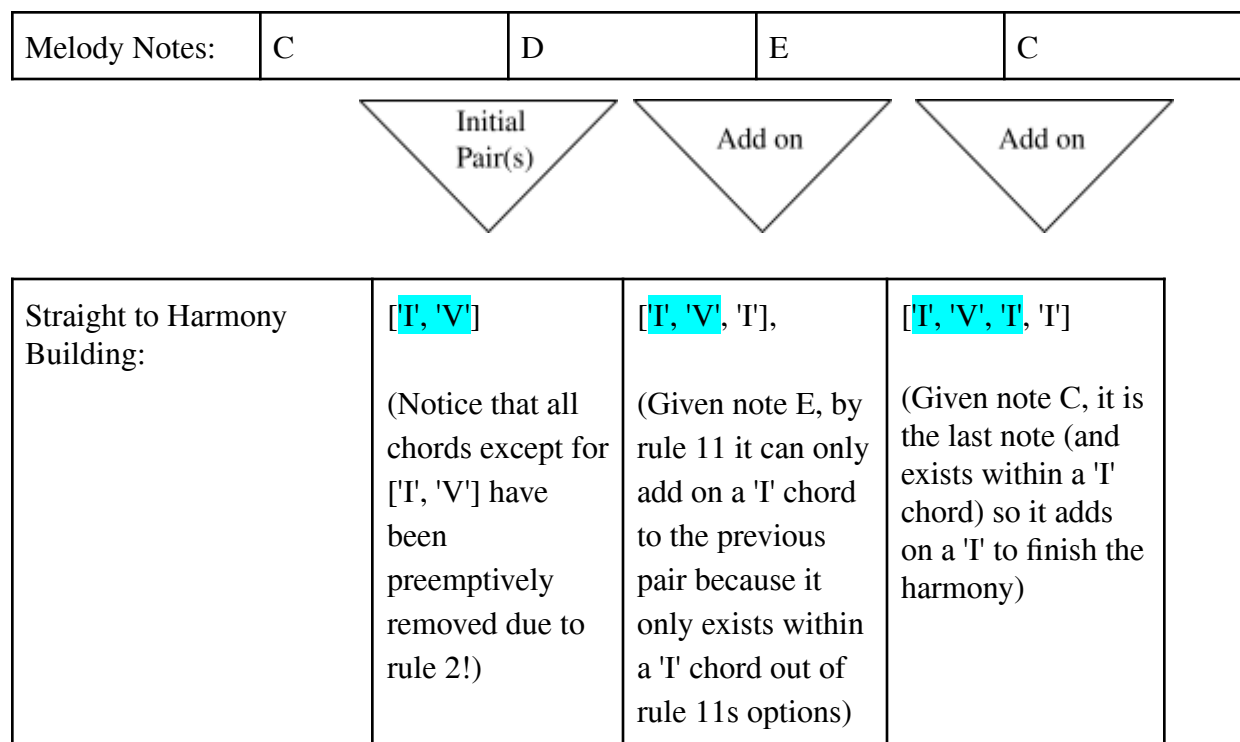 Melody Notes: C D E C
Initial
Pair(s)
Add on
Add on
Straight to Harmony
Building:
['I', 'V']
(Notice that all
chords except for
['I', 'V'] have
been
preemptively
removed due to
rule 2!)
['I', 'V', 'I'],
(Given note E, by
rule 11 it can only
add on a 'I' chord
to the previous
pair because it
only exists within
a 'I' chord out of
rule 11s options)
['I', 'V', 'I', 'I']
(Given note C, it is
the last note (and
exists within a 'I'
chord) so it adds
on a 'I' to finish the
harmony)